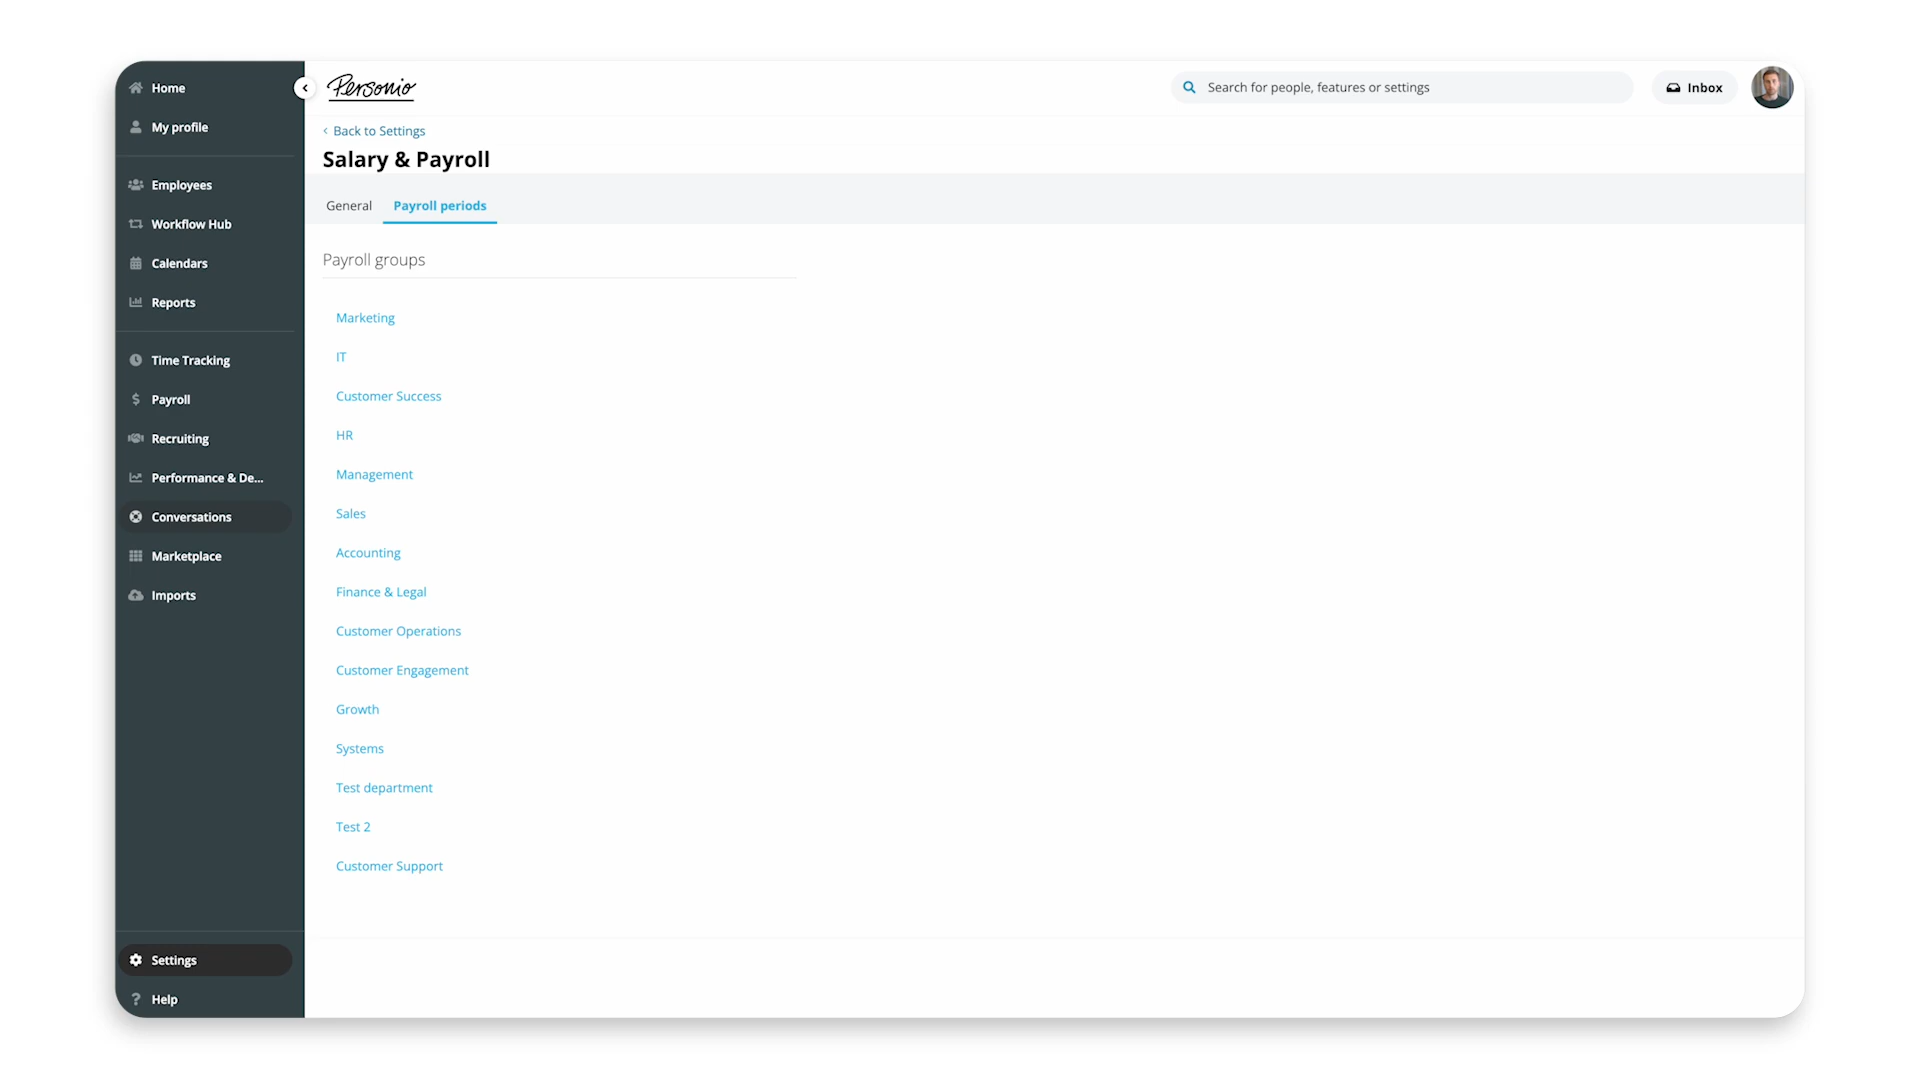 Home
My profile
Employees
Workflow Hub
Calendars
Reports
Time Tracking
Payroll
Recruiting
Performance & De...
Conversations
Marketplace
Imports
Settings
Help
Personio
Search for people, features or settings
Inbox
Back to Settings
Salary & Payroll
General
Payroll periods
Payroll groups
Marketing
IT
Customer Success
HR
Management
Sales
Accounting
Finance & Legal
Customer Operations
Customer Engagement
Growth
Systems
Test department
Test 2
Customer Support